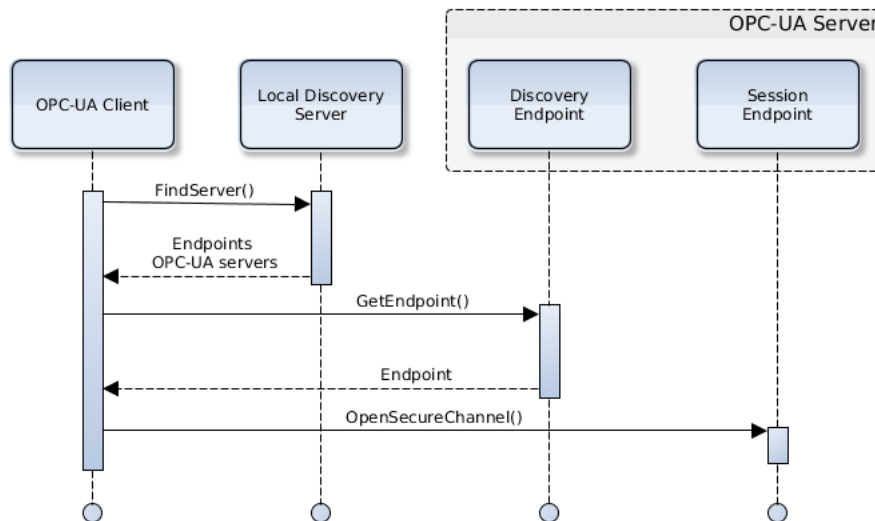 OPC-UA Server
OPC-UA Client
Local Discovery
Server
Discovery
Endpoint
Session
Endpoint
FindServer()
Endpoints
OPC-UA servers
GetEndpoint()
Endpoint
OpenSecureChannel()